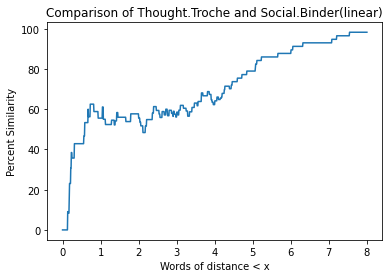 Comparison of Thought.Troche and Social.Binder(linear)
Percent Similarity
100
80
60
40
20
0
0 1 2 3 4 5 6 7 8
Words of distance < x